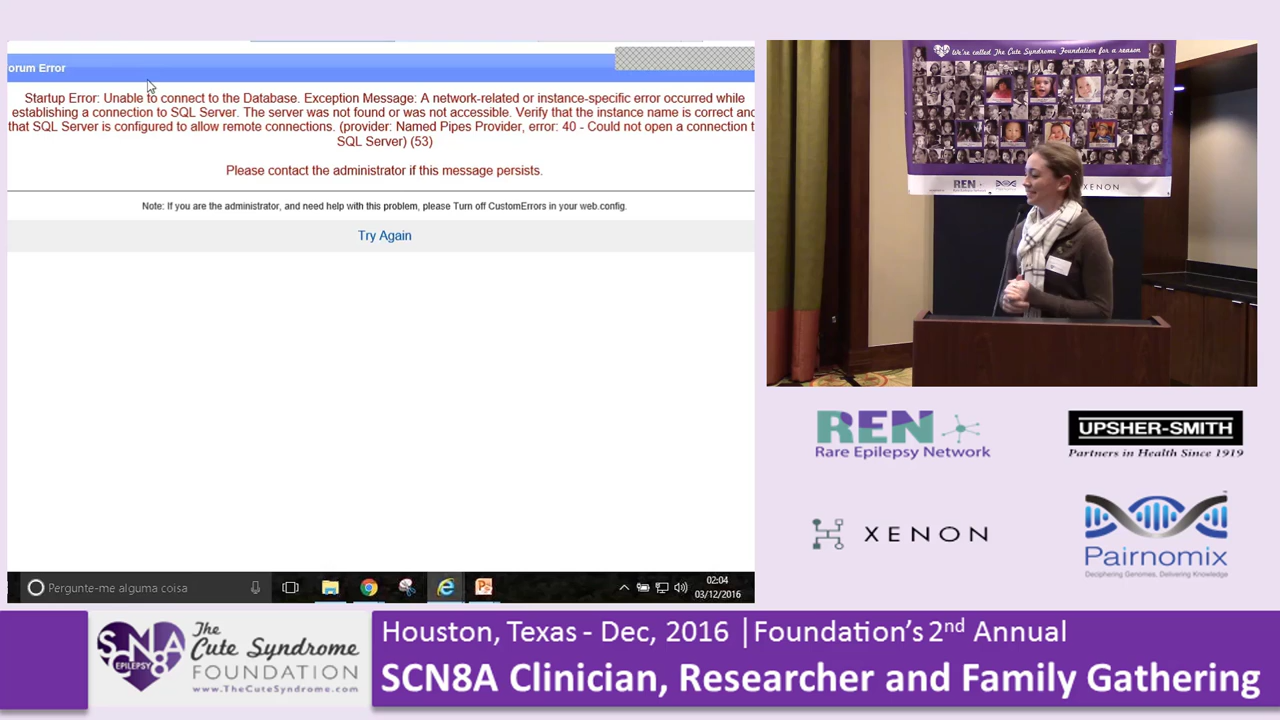 orum Error
Startup Error: Unable to connect to the Database. Exception Message: A network-related or instance-specific error occurred while
establishing a connection to SQL Server. The server was not found or was not accessible. Verify that the instance name is correct and
that SQL Server is configured to allow remote connections. (provider: Named Pipes Provider, error: 40 - Could not open a connection t
SQL Server) (53)
Please contact the administrator if this message persists.
Note: If you are the administrator, and need help with this problem, please Turn off CustomErrors in your web.config.
Try Again
Pergunte-me alguma coisa
02:04
03/12/2016
We're called The Cute Syndrome Foundation for a reason
REN
XENON
REN
Rare Epilepsy Network
UPSHER-SMITH
Partners in Health Since 1919
XENON
Pairnomix
Deciphering Genomes, Delivering Knowledge
SCN8A
EPILEPSY
The
Cute Syndrome
FOUNDATION
www.TheCuteSyndrome.com
Houston, Texas - Dec, 2016 | Foundation's 2nd Annual
SCN8A Clinician, Researcher and Family Gathering